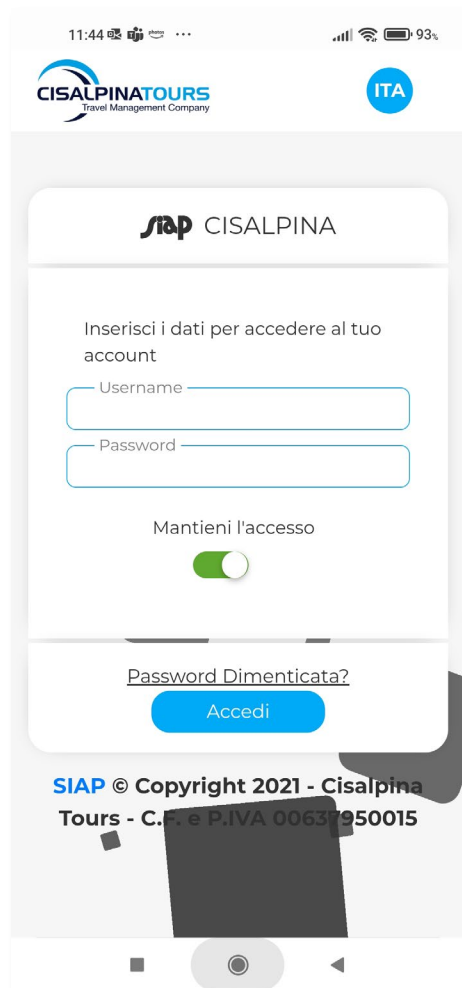 11:44 ... 93%
CISALPINATOURS
Travel Management Company
ITA
siap CISALPINA
Inserisci i dati per accedere al tuo
account
Username
Password
Mantieni l'accesso
Password Dimenticata?
Accedi
SIAP © Copyright 2021 - Cisalpina
Tours - C.F. e P.IVA 00637950015